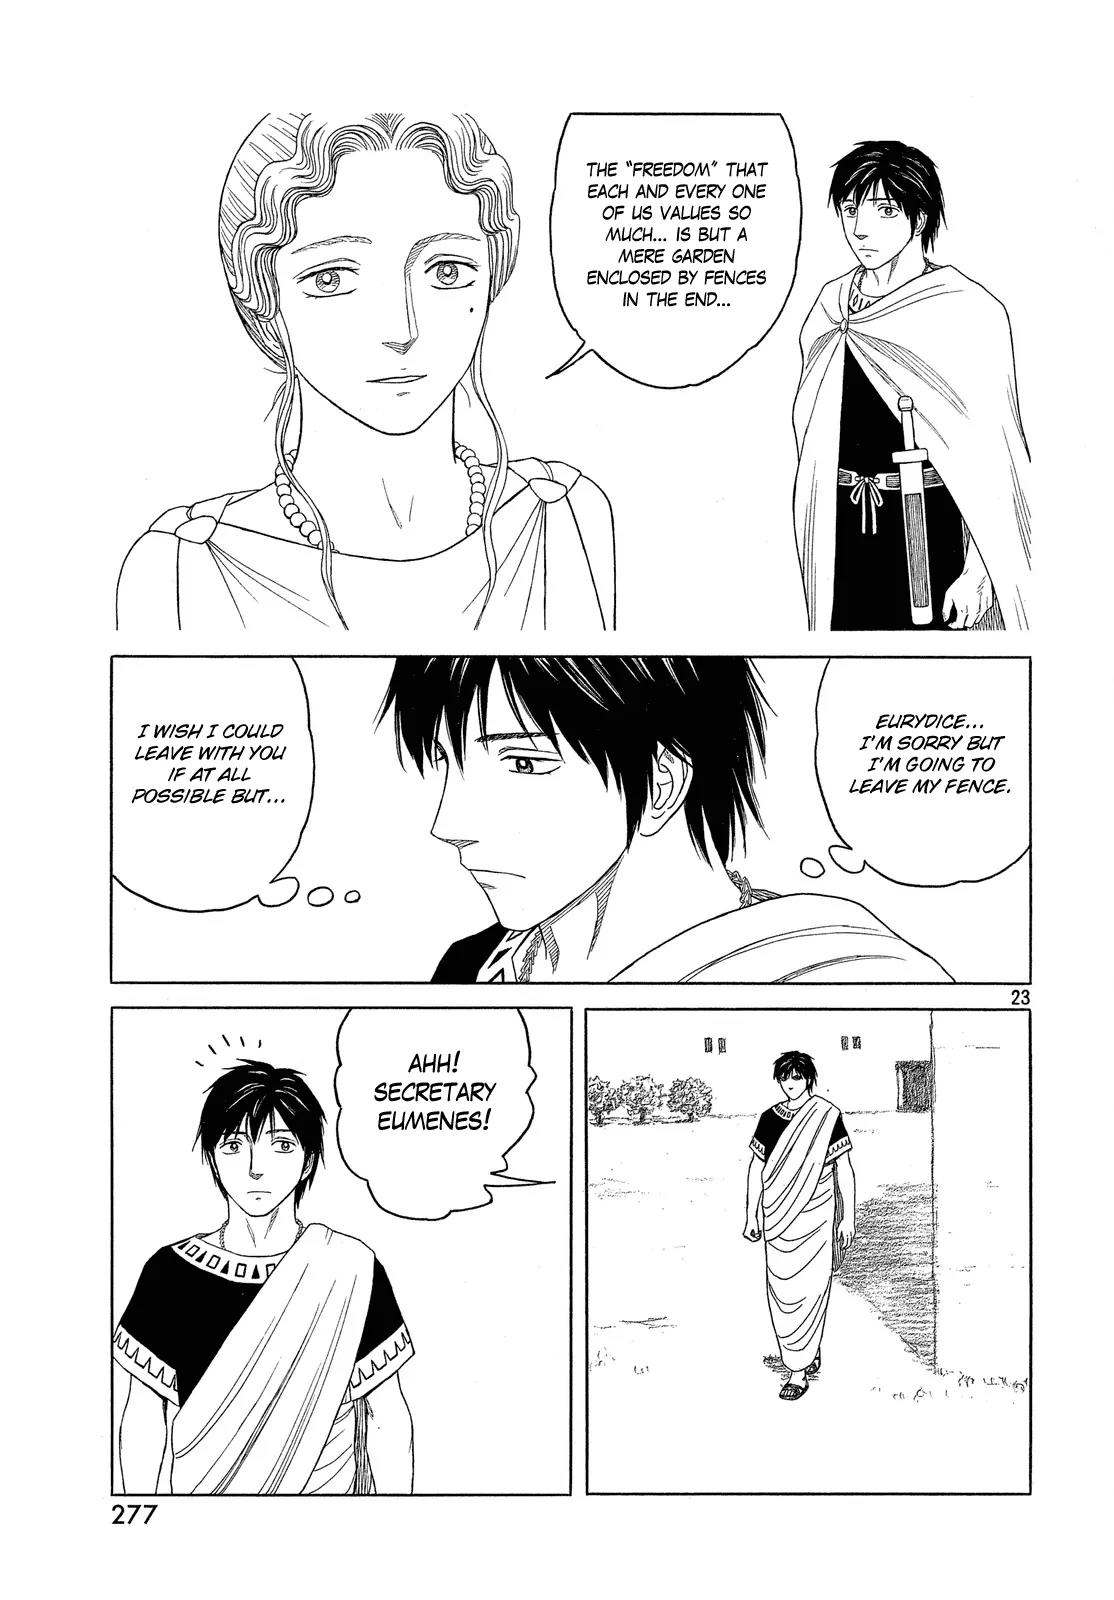 THE “FREEDOM” THAT
EACH AND EVERY ONE
OF US VALUES SO
MUCH... IS BUT A
MERE GARDEN
ENCLOSED BY FENCES
IN THE END...
EURYDICE...
I'M SORRY BUT
I'M GOING TO
LEAVE MY FENCE.
I WISH I COULD
LEAVE WITH YOU
IF AT ALL
POSSIBLE BUT...
23
AHH!
SECRETARY
EUMENES!
277